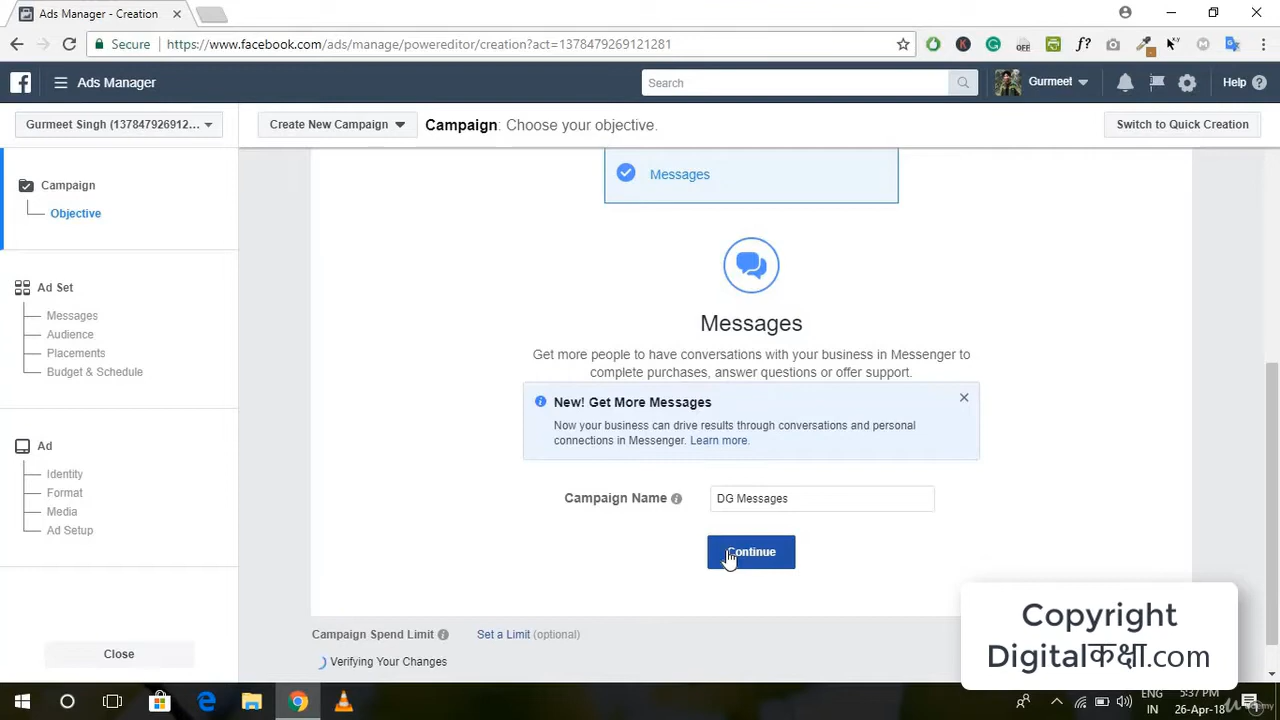 Ads Manager - Creation
Secure https://www.facebook.com/ads/manage/powereditor/creation?act=1378479269121281
Ads Manager
Search
Gurmeet
Help
Gurmeet Singh (137847926912...
Create New Campaign
Campaign: Choose your objective.
Switch to Quick Creation
Campaign
Objective
Ad Set
Messages
Audience
Placements
Budget & Schedule
Ad
Identity
Format
Media
Ad Setup
Close
Messages
Messages
Get more people to have conversations with your business in Messenger to
complete purchases, answer questions or offer support.
New! Get More Messages
Now your business can drive results through conversations and personal
connections in Messenger. Learn more.
Campaign Name
DG Messages
Continue
Campaign Spend Limit
Set a Limit (optional)
Verifying Your Changes
Copyright
Digitalकक्षा.com
ENG
IN
5:37 PM
26-Apr-18